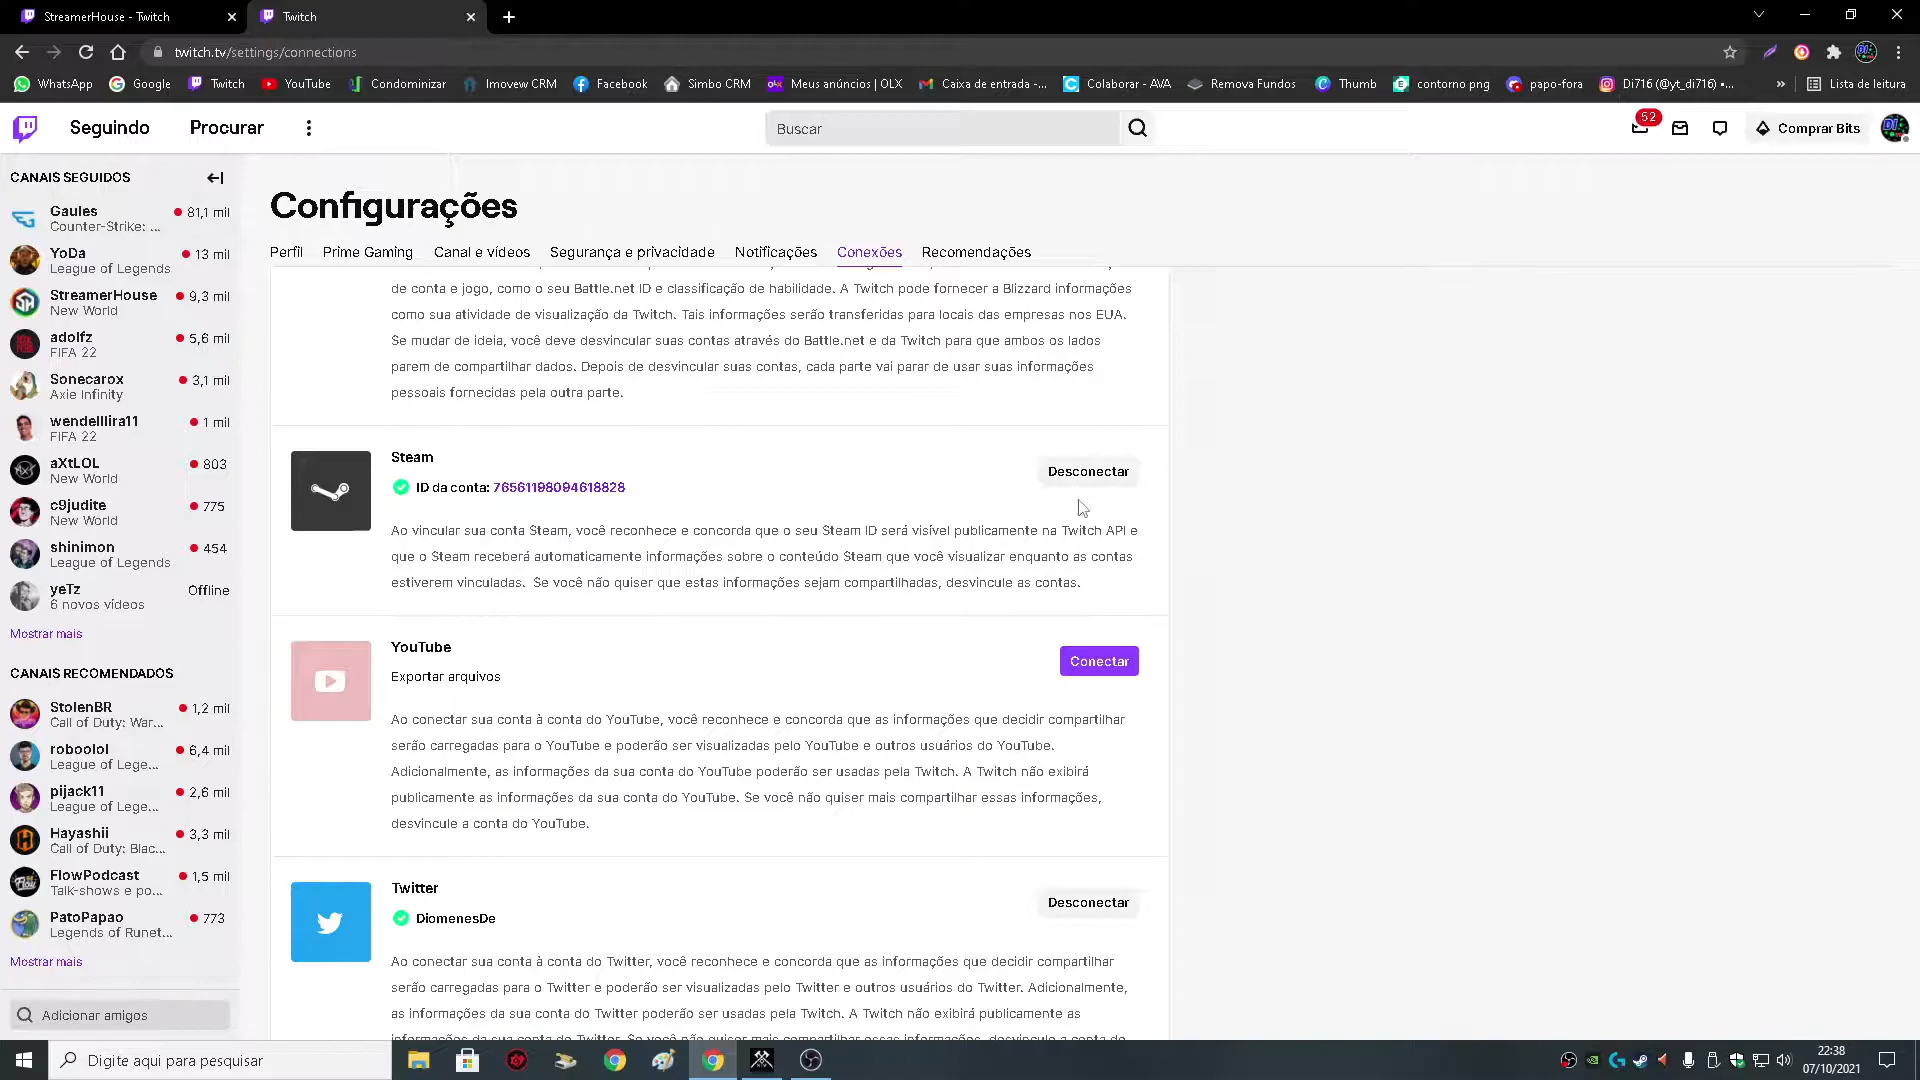 StreamerHouse - Twitch
Twitch
twitch.tv/settings/connections
WhatsApp
Google
Twitch
YouTube
Condominizar
Imovew CRM
Facebook
Simbo CRM
Meus anúncios | OLX
Caixa de entrada -...
Colaborar - AVA
Remova Fundos
Thumb
contorno png
papo-fora
Di716 (@yt_di716) •...
»
Lista de leitura
Seguindo
Procurar
Buscar
52
Comprar Bits
CANAIS SEGUIDOS
Gaules
81,1 mil
Counter-Strike: ...
YoDa
13 mil
League of Legends
StreamerHouse
9,3 mil
New World
adolfz
5,6 mil
FIFA 22
Sonecarox
3,1 mil
Axie Infinity
wendelllira11
1 mil
FIFA 22
aXtLOL
803
New World
c9judite
775
New World
shinimon
454
League of Legends
yeTz
Offline
6 novos vídeos
Mostrar mais
CANAIS RECOMENDADOS
StolenBR
1,2 mil
Call of Duty: War...
roboolol
6,4 mil
League of Lege...
pijack11
2,6 mil
League of Lege...
Hayashii
3,3 mil
Call of Duty: Blac...
FlowPodcast
1,5 mil
Talk-shows e po...
PatoPapao
773
Legends of Runet...
Mostrar mais
Adicionar amigos
Configurações
Perfil
Prime Gaming
Canal e vídeos
Segurança e privacidade
Notificações
Conexões
Recomendações
de conta e jogo, como o seu Battle.net ID e classificação de habilidade. A Twitch pode fornecer a Blizzard informações
como sua atividade de visualização da Twitch. Tais informações serão transferidas para locais das empresas nos EUA.
Se mudar de ideia, você deve desvincular suas contas através do Battle.net e da Twitch para que ambos os lados
parem de compartilhar dados. Depois de desvincular suas contas, cada parte vai parar de usar suas informações
pessoais fornecidas pela outra parte.
Steam
Desconectar
ID da conta: 76561198094618828
Ao vincular sua conta Steam, você reconhece e concorda que o seu Steam ID será visível publicamente na Twitch API e
que o Steam receberá automaticamente informações sobre o conteúdo Steam que você visualizar enquanto as contas
estiverem vinculadas. Se você não quiser que estas informações sejam compartilhadas, desvincule as contas.
YouTube
Conectar
Exportar arquivos
Ao conectar sua conta à conta do YouTube, você reconhece e concorda que as informações que decidir compartilhar
serão carregadas para o YouTube e poderão ser visualizadas pelo YouTube e outros usuários do YouTube.
Adicionalmente, as informações da sua conta do YouTube poderão ser usadas pela Twitch. A Twitch não exibirá
publicamente as informações da sua conta do YouTube. Se você não quiser mais compartilhar essas informações,
desvincule a conta do YouTube.
Twitter
Desconectar
DiomenesDe
Ao conectar sua conta à conta do Twitter, você reconhece e concorda que as informações que decidir compartilhar
serão carregadas para o Twitter e poderão ser visualizadas pelo Twitter e outros usuários do Twitter. Adicionalmente,
as informações da sua conta do Twitter poderão ser usadas pela Twitch. A Twitch não exibirá publicamente as
informações da sua conta do Twitter. Se você não quiser mais compartilhar essas informações, desvincule a conta do
Digite aqui para pesquisar
22:38
07/10/2021